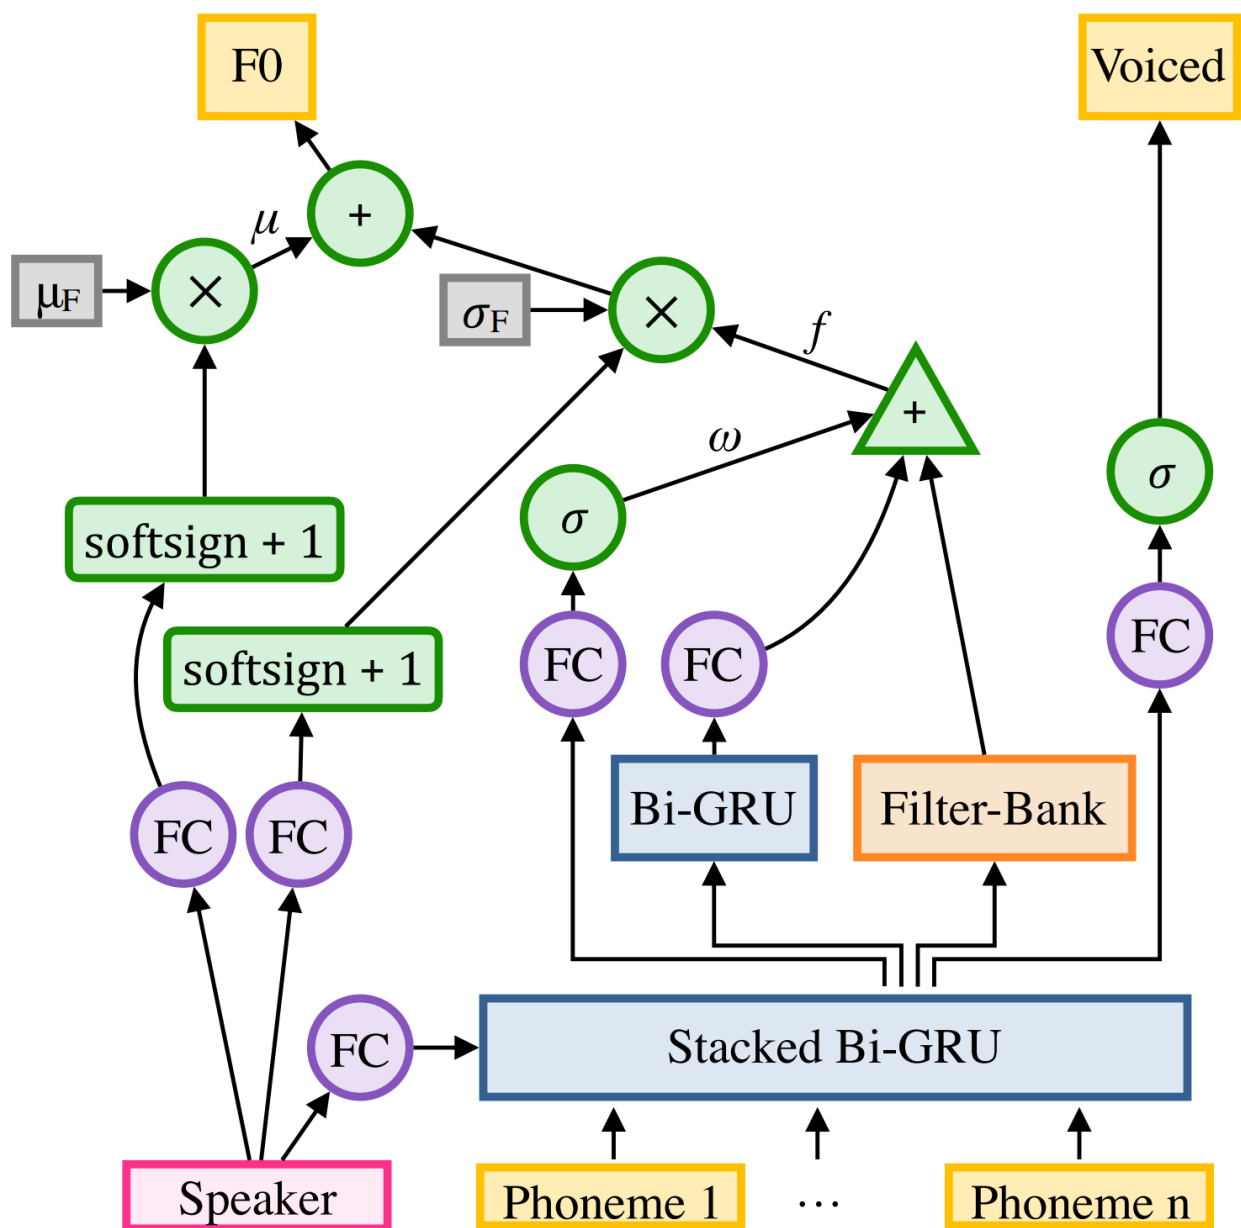 F0
Voiced
+
μ
×
μF
σF
×
f
+
ω
σ
σ
softsign + 1
softsign + 1
FC
FC
FC
Bi-GRU
Filter-Bank
FC
FC
FC
Stacked Bi-GRU
Speaker
Phoneme 1
...
Phoneme n